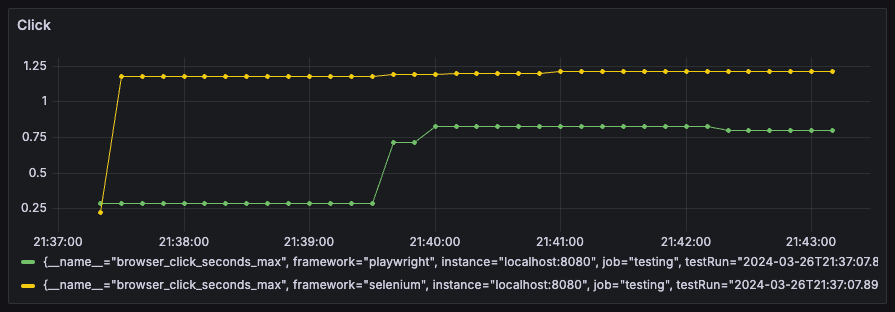 Click
1.25
1
0.75
0.5
0.25
21:37:00 21:38:00 21:39:00 21:40:00 21:41:00 21:42:00 21:43:00
{__name__="browser_click_seconds_max", framework="playwright", instance="localhost:8080", job="testing", testRun="2024-03-26T21:37:07.8
{__name__="browser_click_seconds_max", framework="selenium", instance="localhost:8080", job="testing", testRun="2024-03-26T21:37:07.89